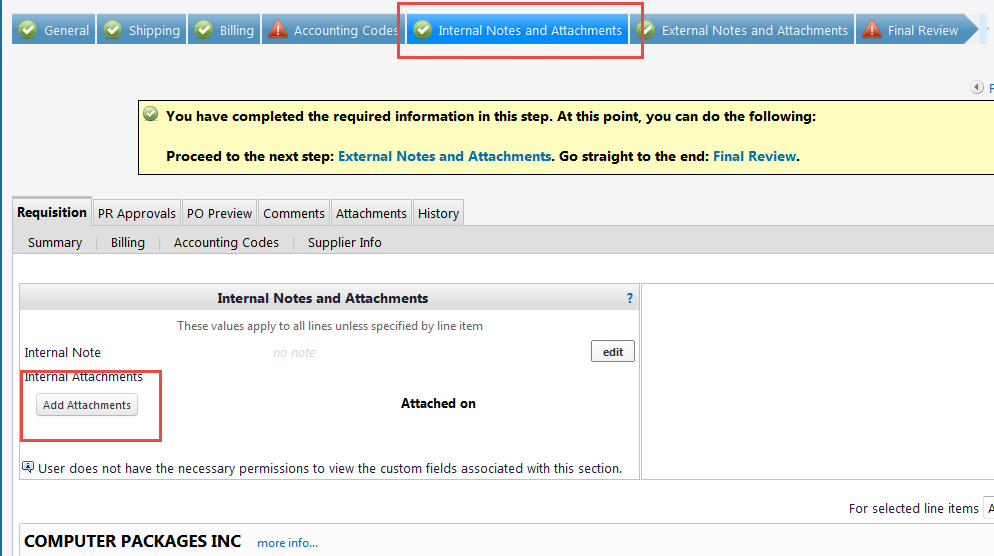 General Shipping Billing Accounting Codes Internal Notes and Attachments External Notes and Attachments Final Review
You have completed the required information in this step. At this point, you can do the following:
Proceed to the next step: External Notes and Attachments. Go straight to the end: Final Review.
Requisition PR Approvals PO Preview Comments Attachments History
Summary Billing Accounting Codes Supplier Info
Internal Notes and Attachments ?
These values apply to all lines unless specified by line item
Internal Note no note edit
Internal Attachments
Add Attachments Attached on
User does not have the necessary permissions to view the custom fields associated with this section.
For selected line items
COMPUTER PACKAGES INC more info...